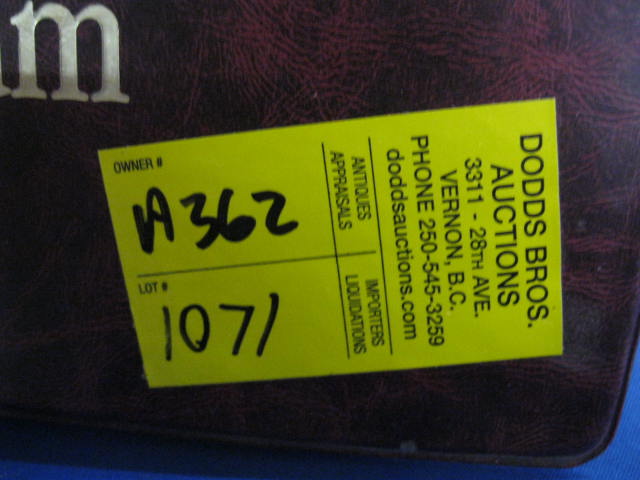 m
DODDS BROS.
AUCTIONS
3311 - 28TH AVE.
VERNON, B.C.
PHONE 250-545-3259
doddsauctions.com
ANTIQUES
APPRAISALS
IMPORTERS
LIQUIDATIONS
OWNER #
A362
LOT #
1071